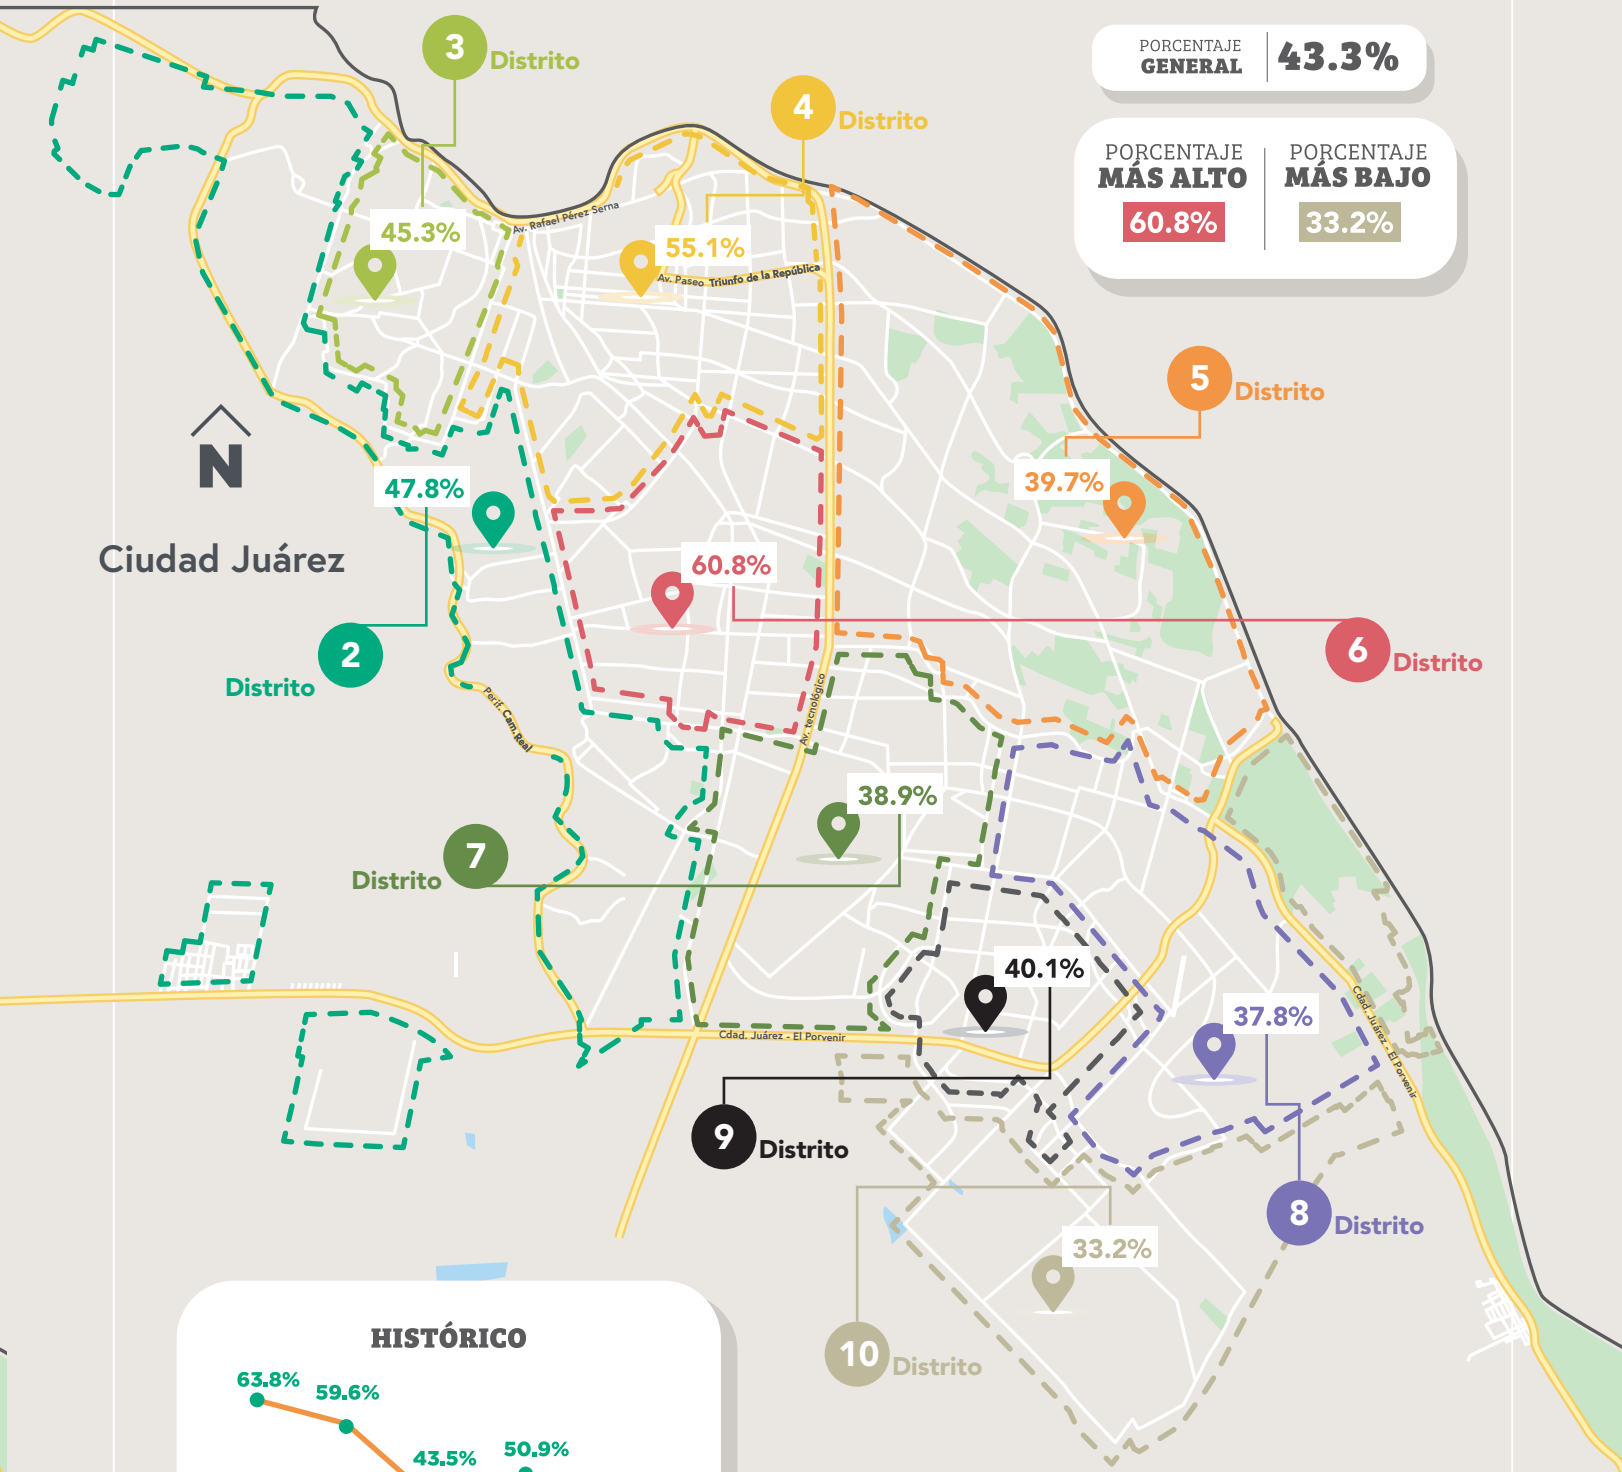 3
Distrito
45.3%
4
Distrito
55.1%
PORCENTAJE
GENERAL
43.3%
PORCENTAJE
MÁS ALTO
60.8%
PORCENTAJE
MÁS BAJO
33.2%
Av. Rafael Pérez Serna
Av. Paseo Triunfo de la República
5
Distrito
39.7%
N
Ciudad Juárez
47.8%
2
Distrito
60.8%
6
Distrito
Perif. Cam. Real
Av. tecnológico
38.9%
7
Distrito
40.1%
9
Distrito
37.8%
8
Distrito
Cdad. Juárez - El Porvenir
Cdad. Juárez - El Porvenir
33.2%
10
Distrito
HISTÓRICO
63.8%
59.6%
43.5%
50.9%